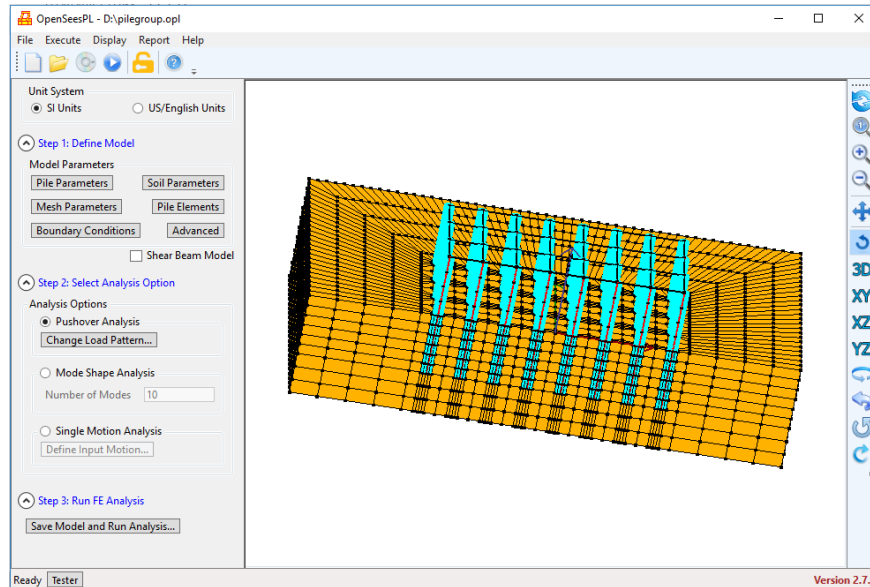 OpenSeesPL - D:\pilegroup.opl
File Execute Display Report Help
Unit System
SI Units US/English Units
Step 1: Define Model
Model Parameters
Pile Parameters Soil Parameters
Mesh Parameters Pile Elements
Boundary Conditions Advanced
Shear Beam Model
Step 2: Select Analysis Option
Analysis Options
Pushover Analysis
Change Load Pattern...
Mode Shape Analysis
Number of Modes 10
Single Motion Analysis
Define Input Motion...
Step 3: Run FE Analysis
Save Model and Run Analysis...
3D
XY
XZ
YZ
Ready Tester Version 2.7.